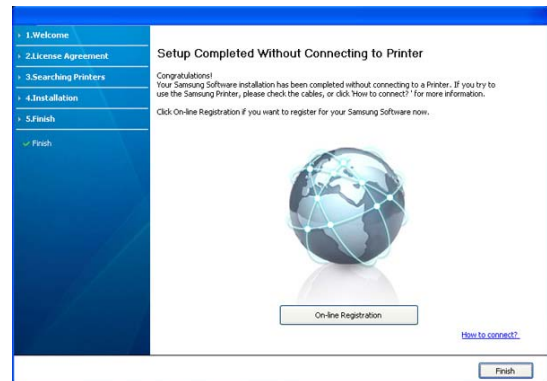 1.Welcome
2.License Agreement
3.Searching Printers
4.Installation
5.Finish
Finish
Setup Completed Without Connecting to Printer
Congratulations!
Your Samsung Software installation has been completed without connecting to a Printer. If you try to
use the Samsung Printer, please check the cables, or click 'How to connect? ' for more information.
Click On-line Registration if you want to register for your Samsung Software now.
On-line Registration
How to connect?
Finish